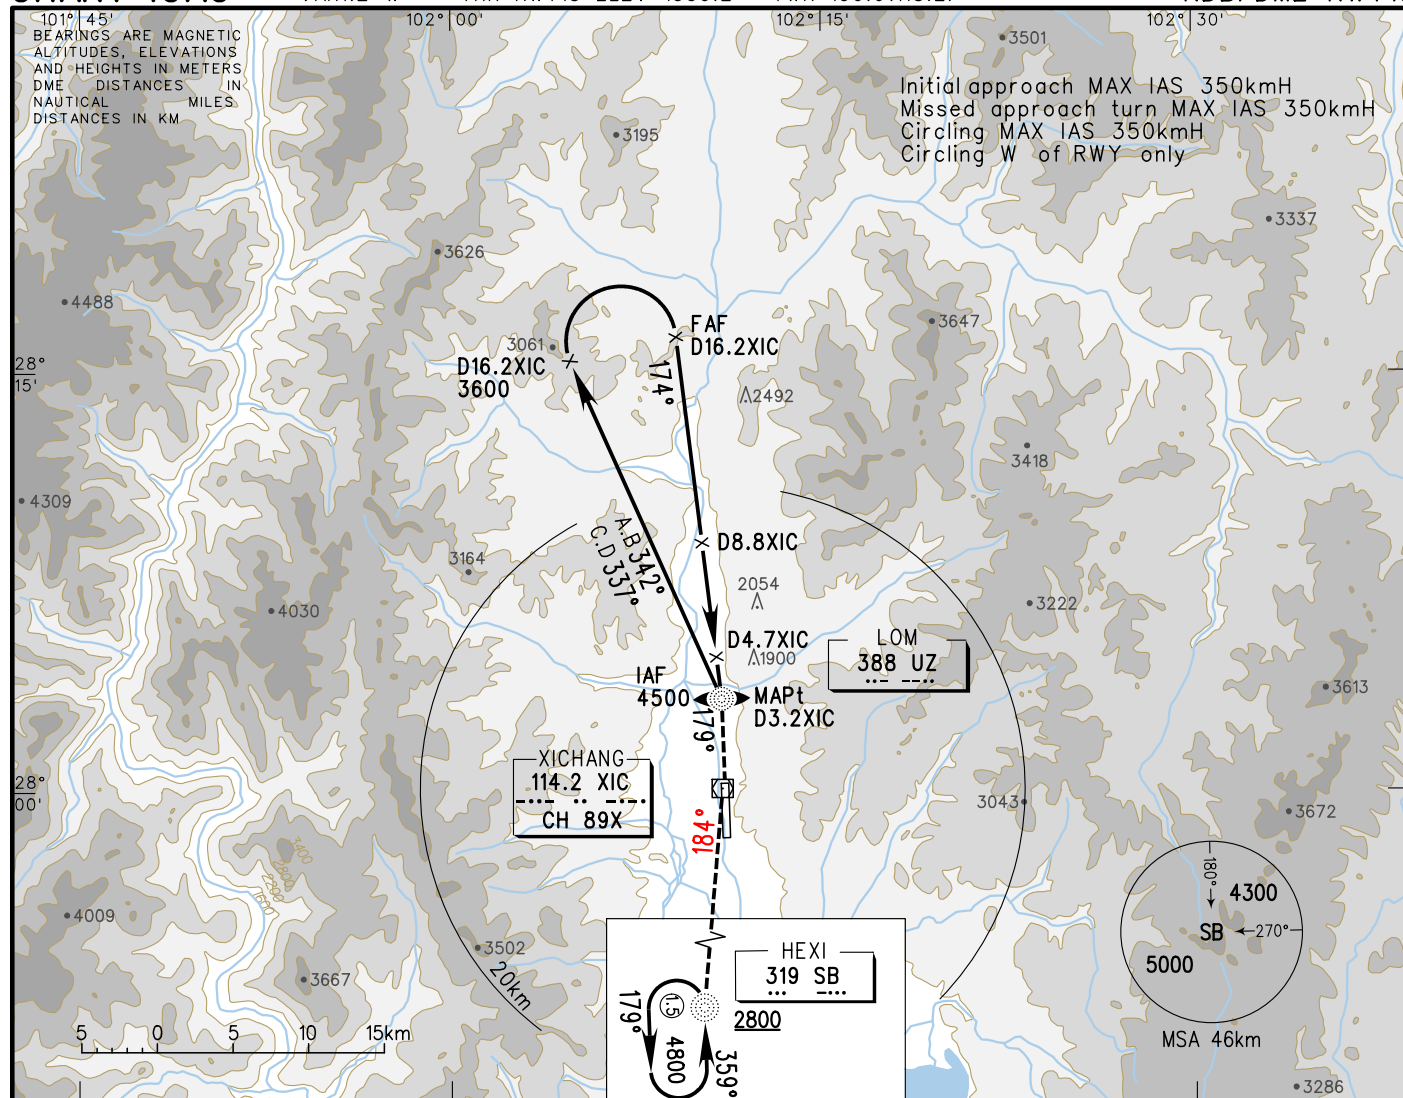 101° 45'
102° 00'
102° 15'
102° 30'
BEARINGS ARE MAGNETIC
ALTITUDES, ELEVATIONS
AND HEIGHTS IN METERS
DME DISTANCES IN
NAUTICAL MILES
DISTANCES IN KM
3501
Initial approach MAX IAS 350kmH
Missed approach turn MAX IAS 350kmH
Circling MAX IAS 350kmH
Circling W of RWY only
3195
3337
3626
4488
3647
FAF
D16.2XIC
3061
D16.2XIC
3600
28°
15'
174°
2492
3418
4309
A.B 342°
C.D 337°
D8.8XIC
3164
2054
4030
3222
D4.7XIC
1900
LOM
388 UZ
IAF
4500
MAPt
D3.2XIC
179°
3613
XICHANG
114.2 XIC
CH 89X
28°
00'
3043
3672
184°
3400
2800
2200
1600
180°
4300
SB
270°
5000
MSA 46km
4009
3502
3667
20km
HEXI
319 SB
2800
1.5
179°
4800
359°
5 0 5 10 15km
3286